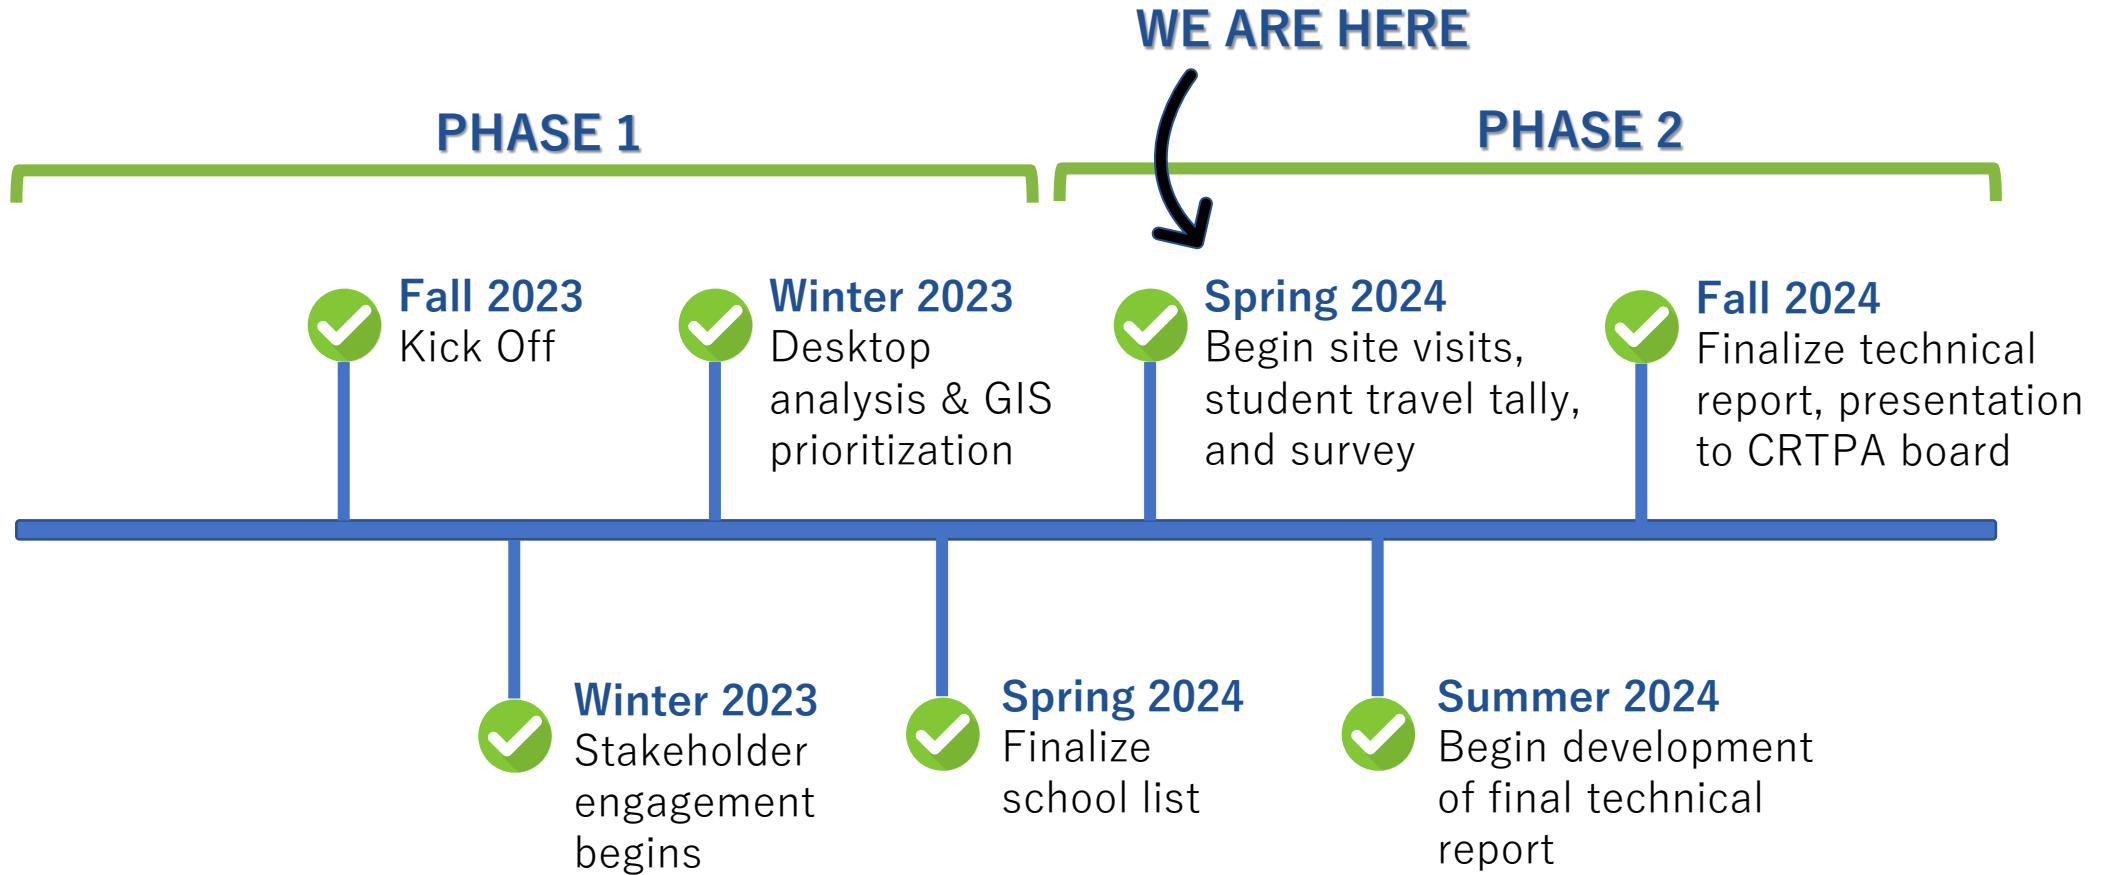 WE ARE HERE
PHASE 1
PHASE 2
Fall 2023
Kick Off
Winter 2023
Desktop
analysis & GIS
prioritization
Spring 2024
Begin site visits,
student travel tally,
and survey
Fall 2024
Finalize technical
report, presentation
to CRTPA board
Winter 2023
Stakeholder
engagement
begins
Spring 2024
Finalize
school list
Summer 2024
Begin development
of final technical
report